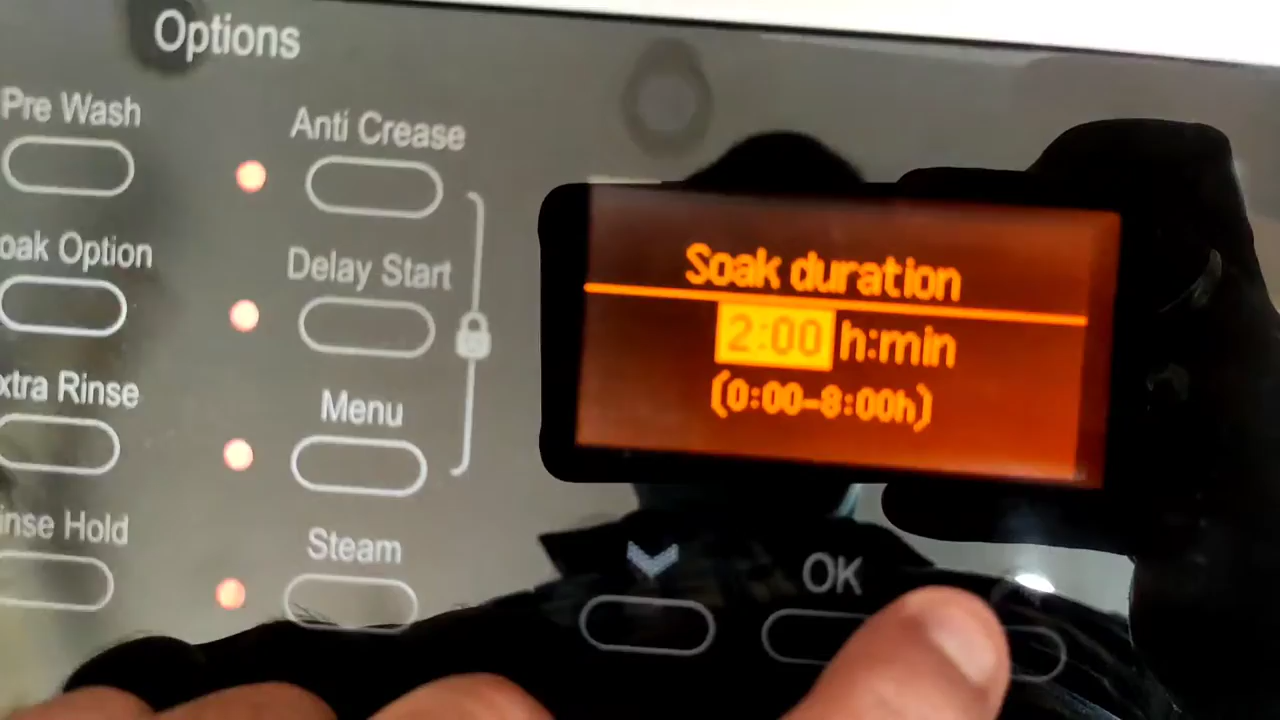 Options
Pre Wash
Anti Crease
oak Option
Delay Start
xtra Rinse
Menu
inse Hold
Steam
Soak duration
2:00 h:min
(0:00-8:00h)
OK